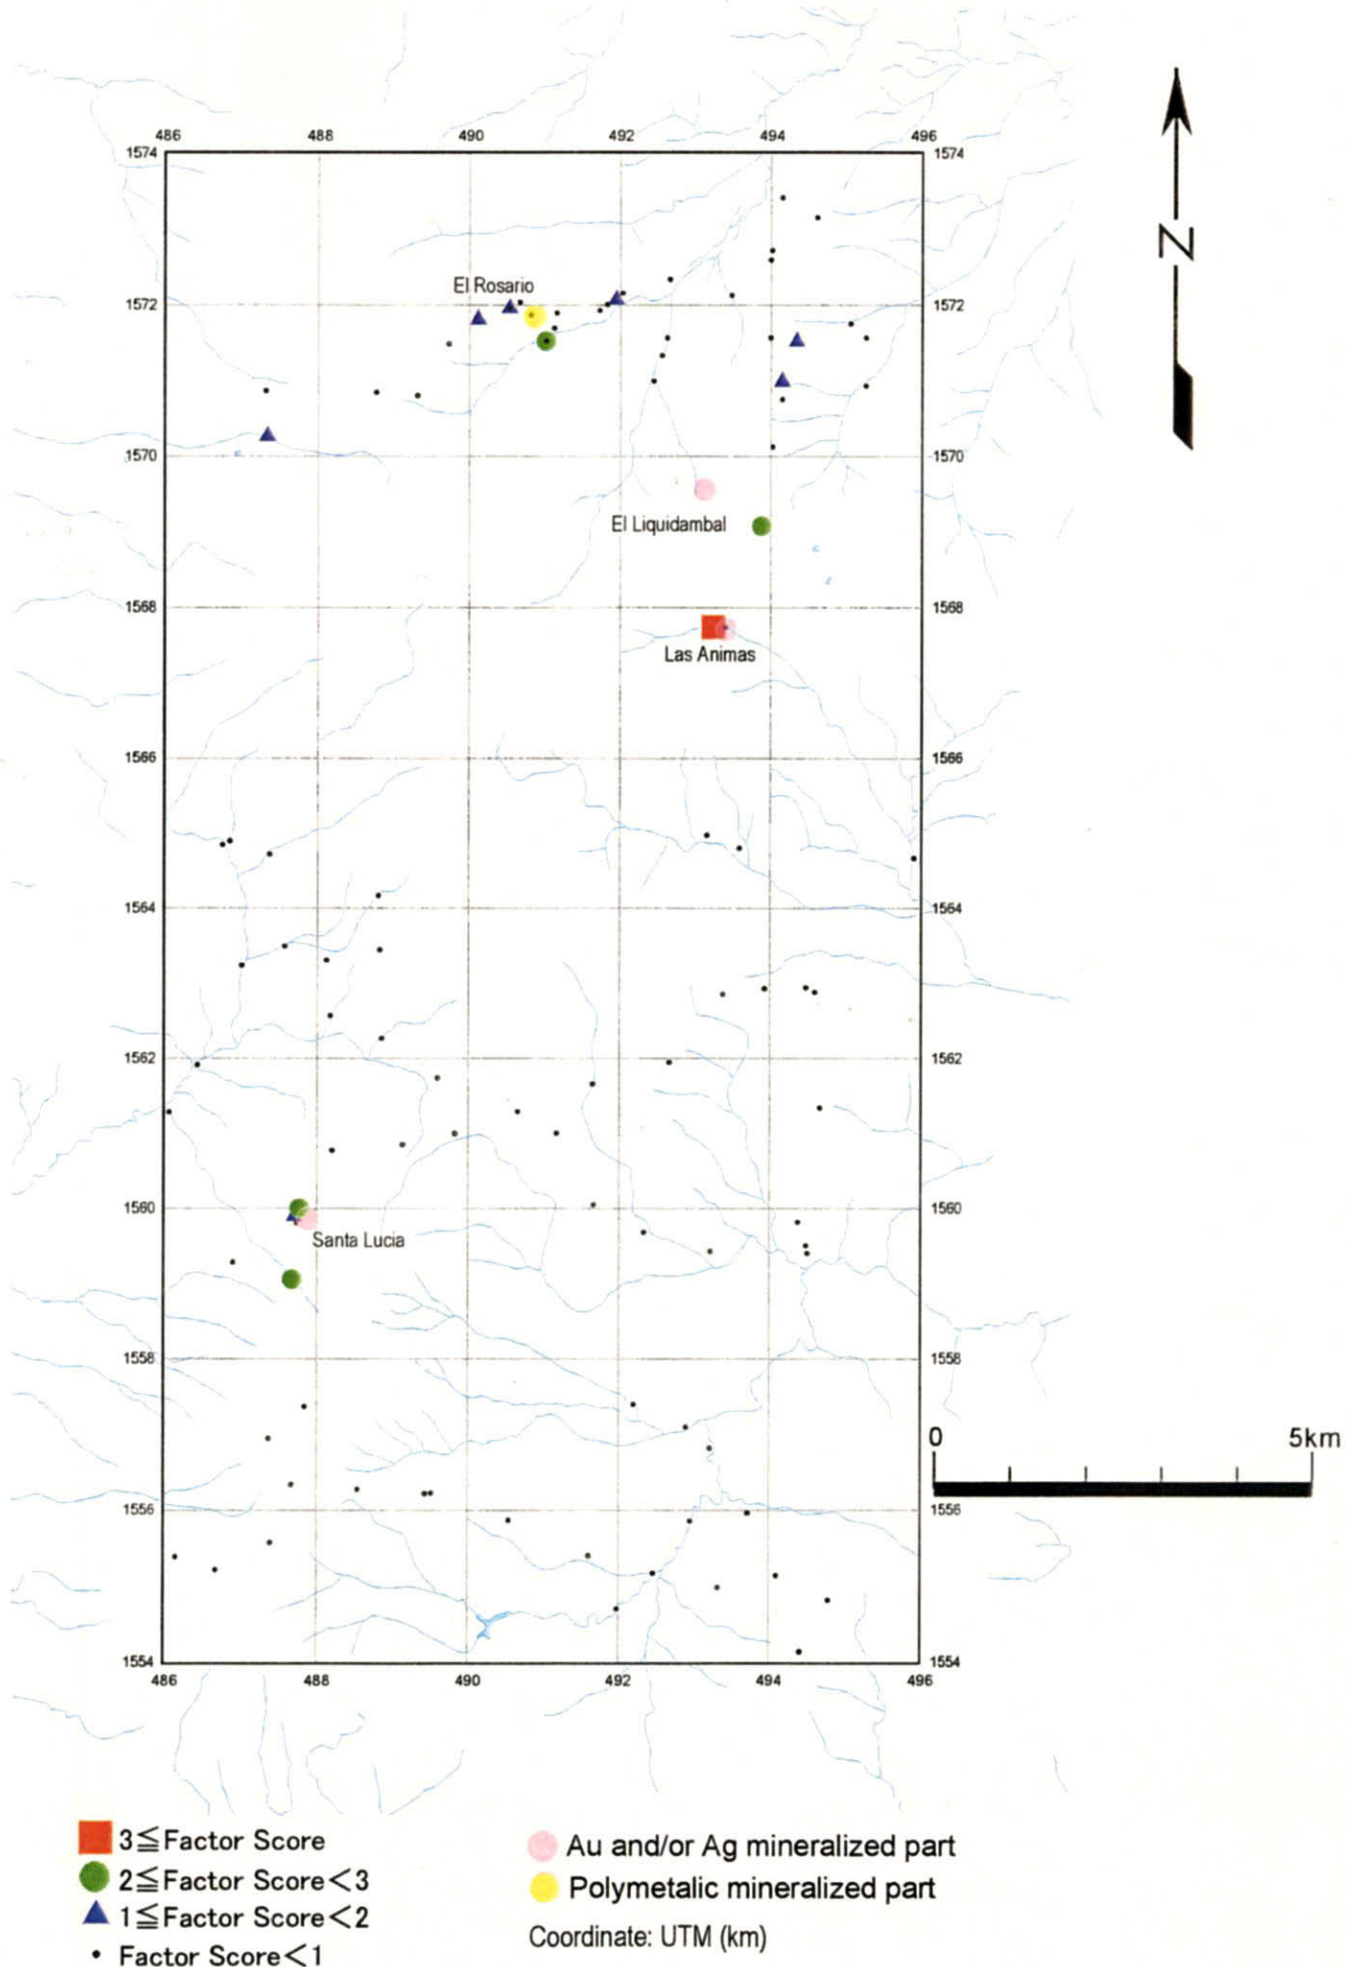 486 488 490 492 494 496
1574 1574
N
El Rosario
1572 1572
1570 1570
El Liquidambal
1568 1568
Las Animas
1566 1566
1564 1564
1562 1562
1560 1560
Santa Lucia
1558 1558
0 5km
1556 1556
1554 1554
486 488 490 492 494 496
3≦Factor Score
2≦Factor Score<3
1≦Factor Score<2
Factor Score<1
Au and/or Ag mineralized part
Polymetalic mineralized part
Coordinate: UTM (km)